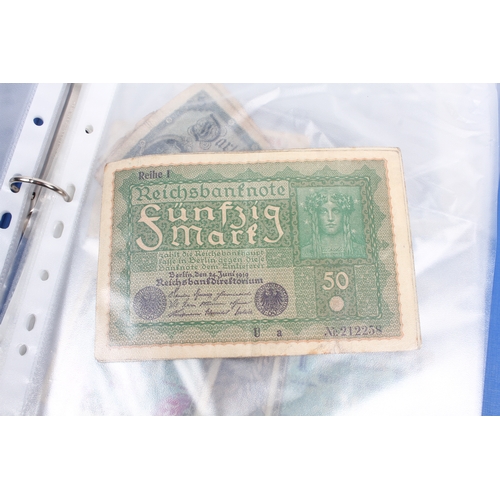 Reihe 1
Reichsbanknote
Fünfzig
Mark
zahlt die Reichsbankhaupt
kasse in Berlin gegen diese
Banknote dem Einlieferer
Berlin, den 24. Juni 1919
Reichsbankdirektorium
50
U a
№ 212258
Mark